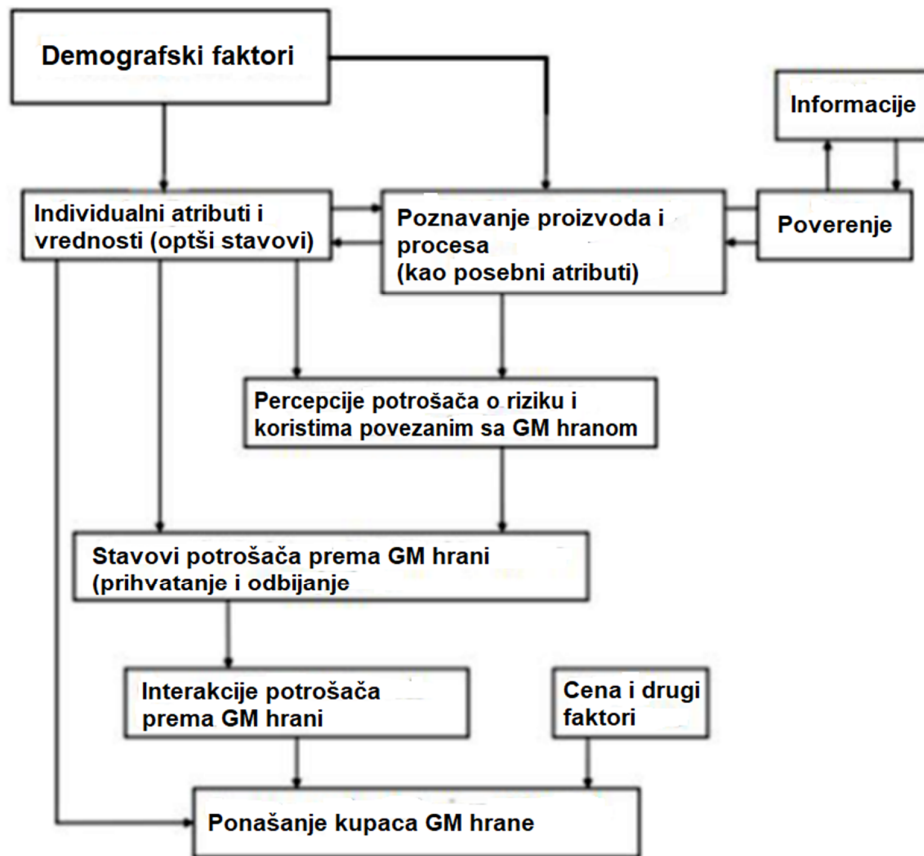 Demografski faktori
Informacije
Individualni atributi i
vrednosti (optši stavovi)
Poznavanje proizvoda i
procesa
(kao posebni atributi)
Poverenje
Percepcije potrošača o riziku i
koristima povezanim sa GM hranom
Stavovi potrošača prema GM hrani
(prihvatanje i odbijanje
Interakcije potrošača
prema GM hrani
Cena i drugi
faktori
Ponašanje kupaca GM hrane